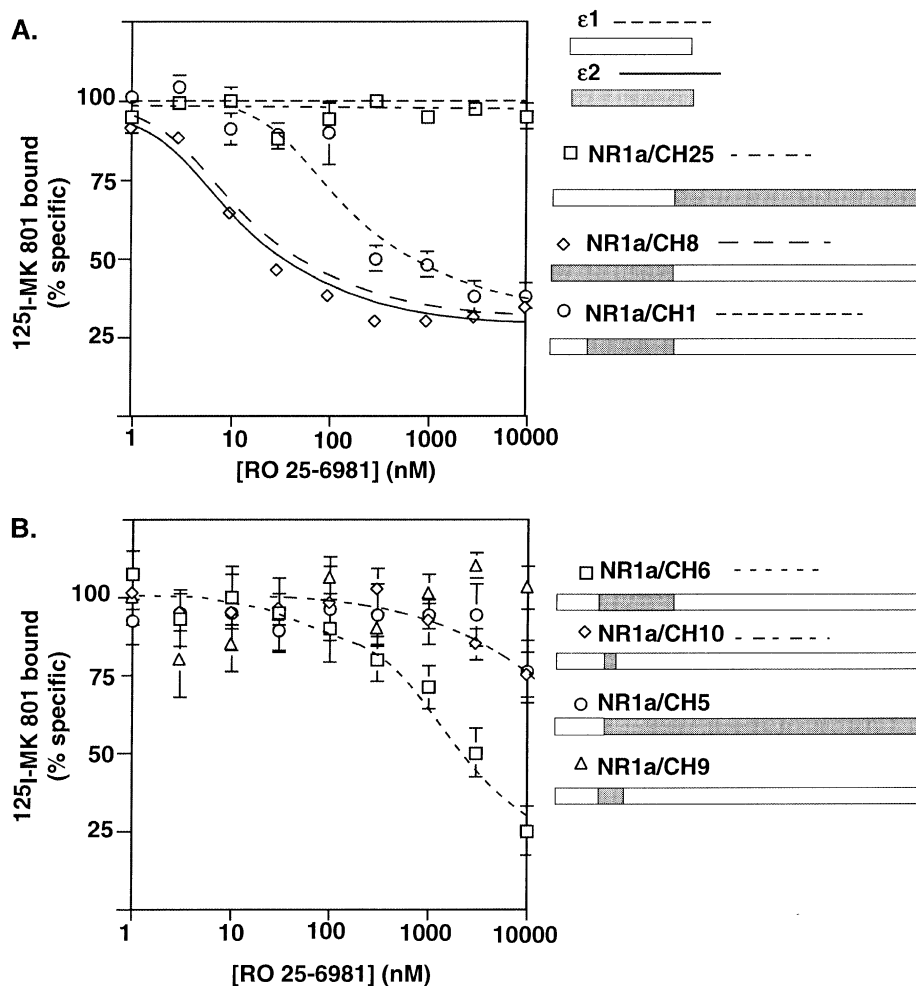 A.
ε1
ε2
100
75
50
25
125I-MK 801 bound
(% specific)
1
10
100
1000
10000
[RO 25-6981] (nM)
NR1a/CH25
NR1a/CH8
NR1a/CH1
B.
100
75
50
25
125I-MK 801 bound
(% specific)
1
10
100
1000
10000
[RO 25-6981] (nM)
NR1a/CH6
NR1a/CH10
NR1a/CH5
NR1a/CH9